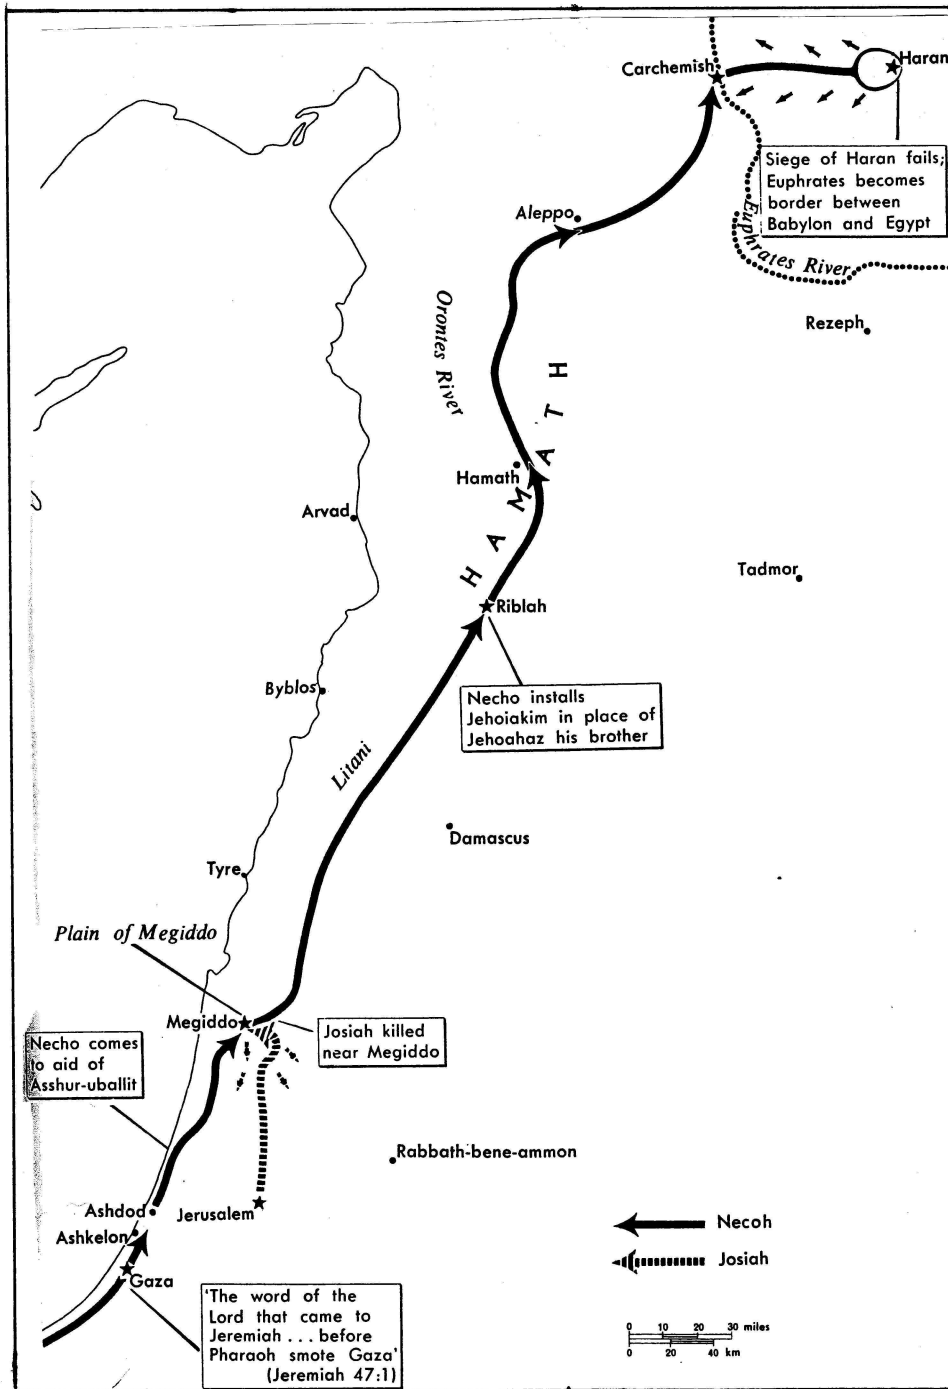 Carchemish
Haran
Siege of Haran fails;
Euphrates becomes
border between
Babylon and Egypt
Aleppo
Euphrates River
Orontes River
Rezeph
HAMATH
Hamath
Arvad
Tadmor
Riblah
Byblos
Necho installs
Jehoiakim in place of
Jehoahaz his brother
Litani
Damascus
Tyre
Plain of Megiddo
Megiddo
Josiah killed
near Megiddo
Necho comes
to aid of
Asshur-uballit
Rabbath-bene-ammon
Ashdod
Jerusalem
Ashkelon
Gaza
Necoh
Josiah
'The word of the
Lord that came to
Jeremiah ... before
Pharaoh smote Gaza'
(Jeremiah 47:1)
0 10 20 30 miles
0 20 40 km